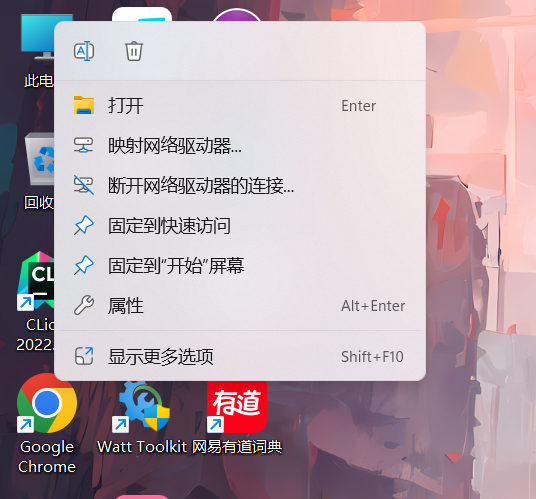 此电
打开 Enter
映射网络驱动器...
断开网络驱动器的连接...
回收
固定到快速访问
固定到“开始”屏幕
属性 Alt+Enter
CL
CLio
2022.
显示更多选项 Shift+F10
有道
Google
Chrome
Watt Toolkit
网易有道词典